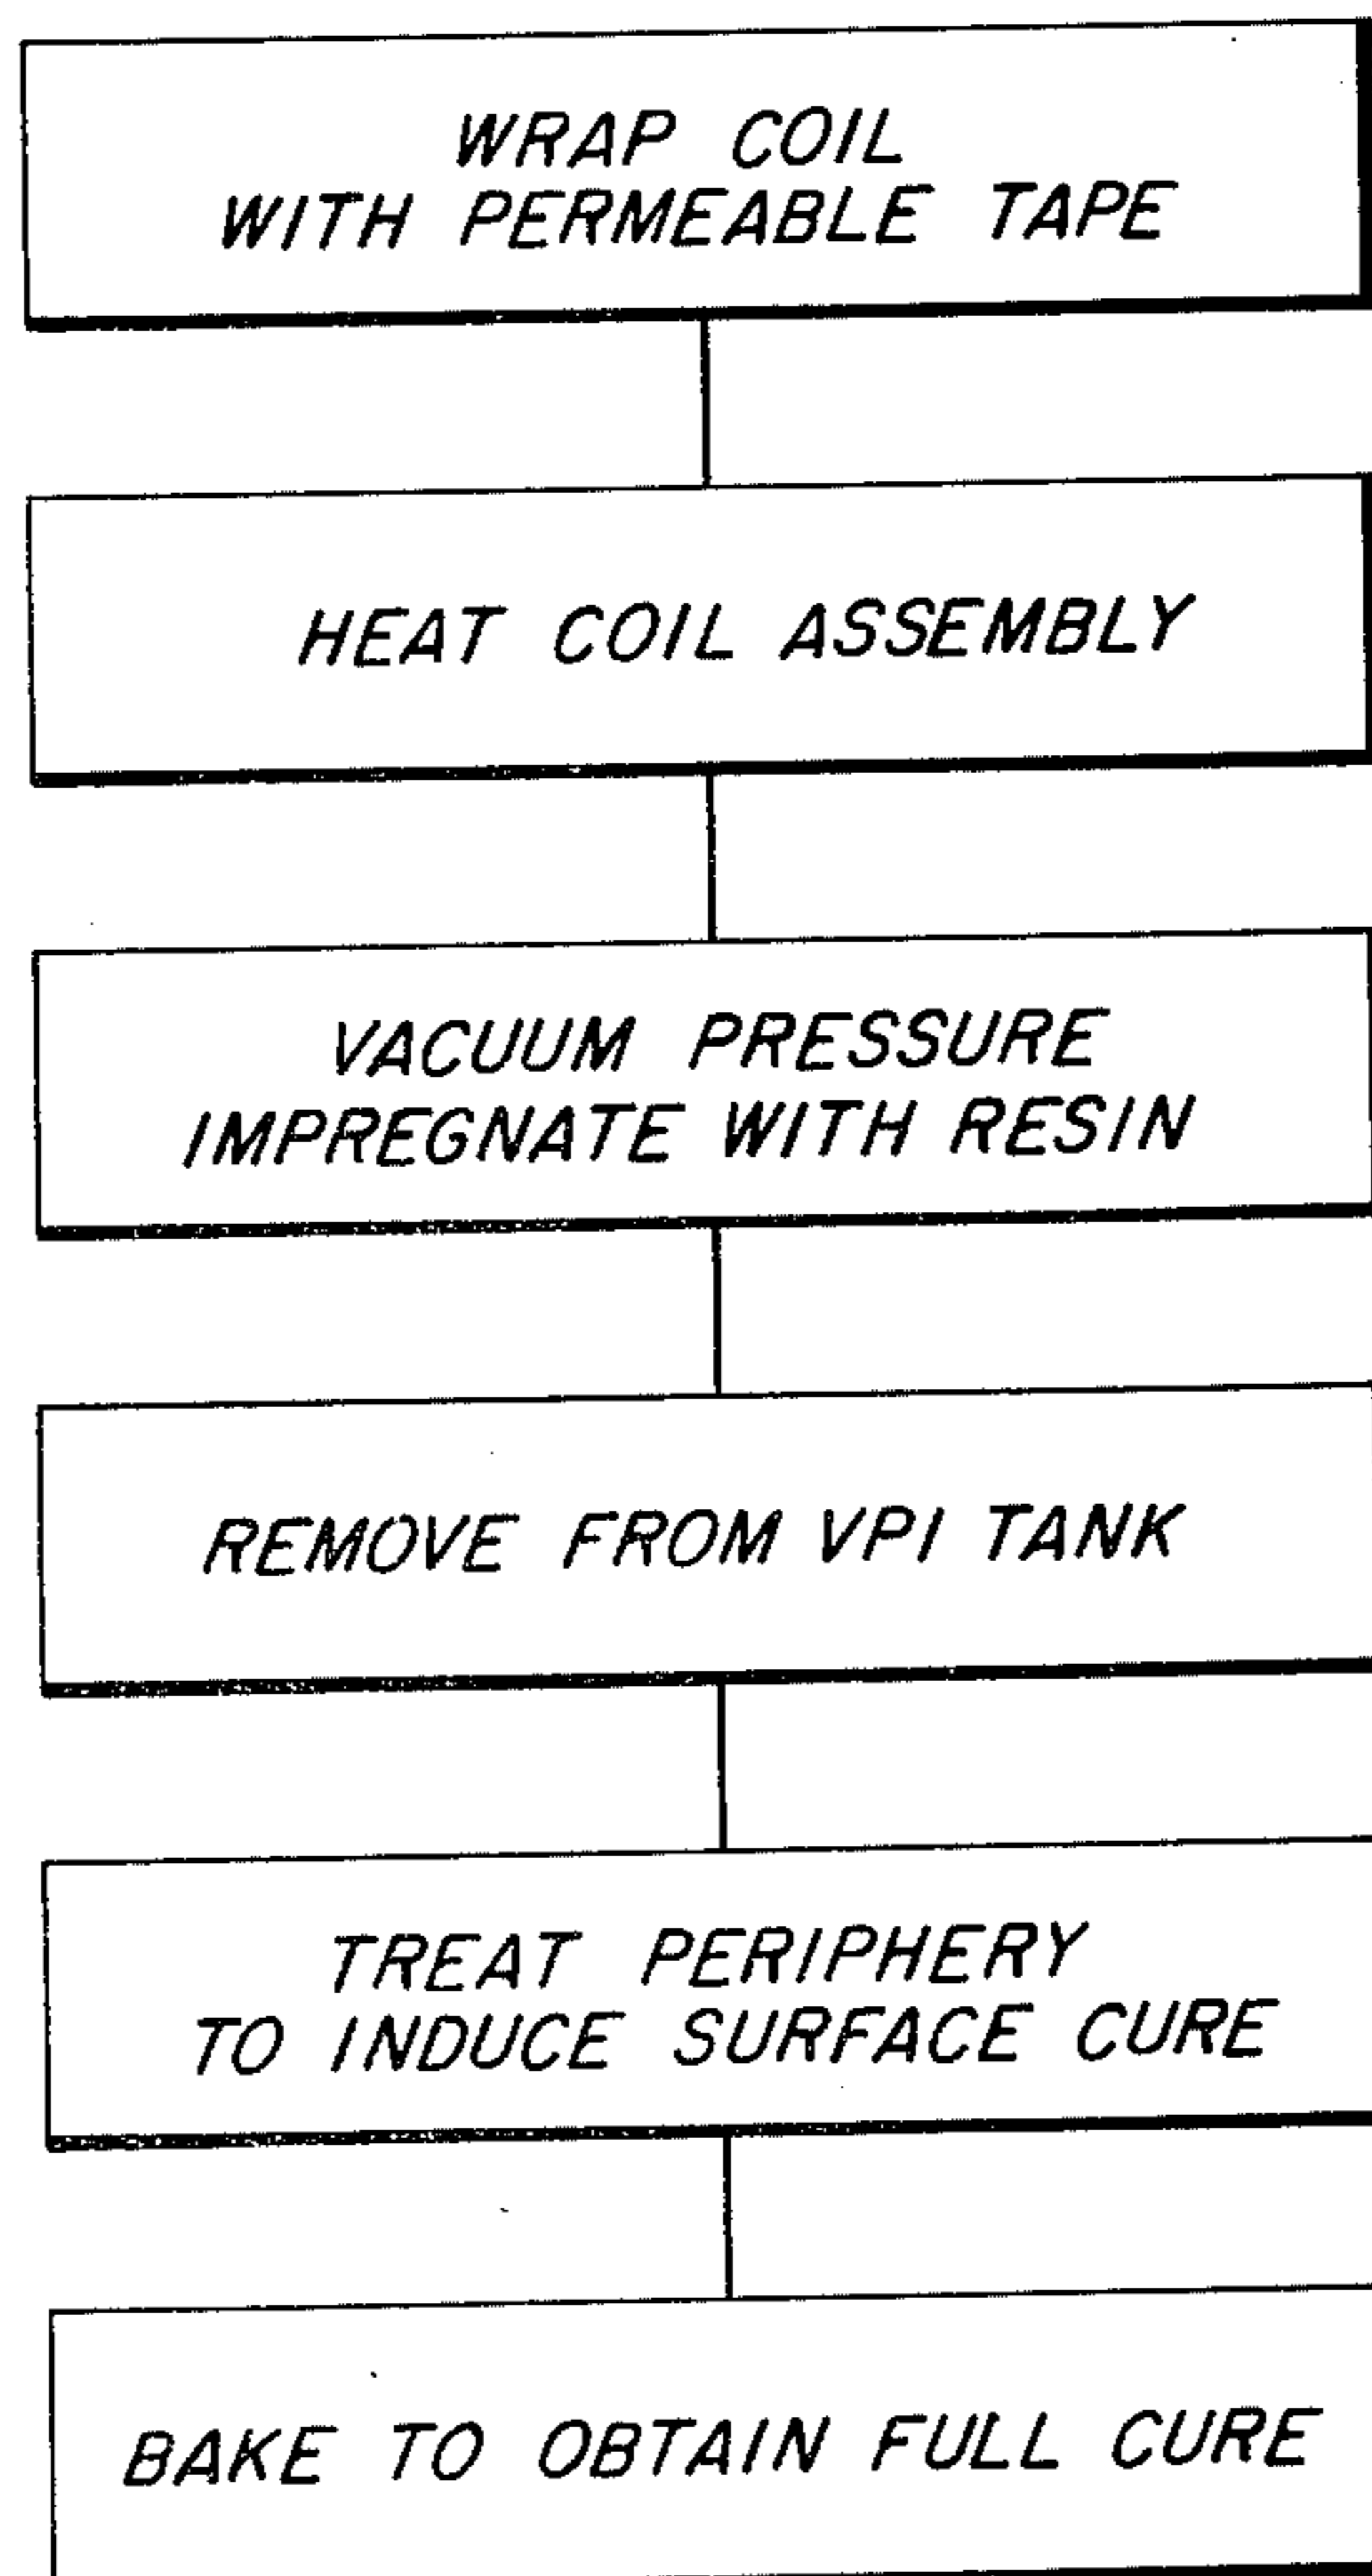 WRAP COIL
WITH PERMEABLE TAPE
HEAT COIL ASSEMBLY
VACUUM PRESSURE
IMPREGNATE WITH RESIN
REMOVE FROM VPI TANK
TREAT PERIPHERY
TO INDUCE SURFACE CURE
BAKE TO OBTAIN FULL CURE